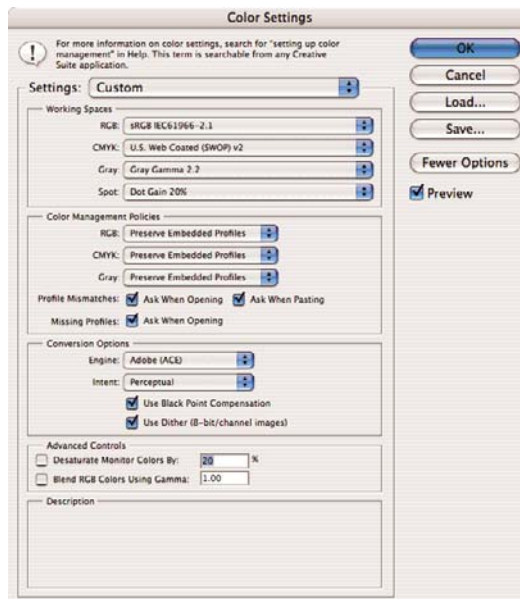 Color Settings
For more information on color settings, search for "setting up color
management" in Help. This term is searchable from any Creative
Suite application.
OK
Cancel
Load...
Save...
Fewer Options
Preview
Settings: Custom
Working Spaces
RGB: sRGB IEC61966-2.1
CMYK: U.S. Web Coated (SWOP) v2
Gray: Gray Gamma 2.2
Spot: Dot Gain 20%
Color Management Policies
RGB: Preserve Embedded Profiles
CMYK: Preserve Embedded Profiles
Gray: Preserve Embedded Profiles
Profile Mismatches: Ask When Opening Ask When Pasting
Missing Profiles: Ask When Opening
Conversion Options
Engine: Adobe (ACE)
Intent: Perceptual
Use Black Point Compensation
Use Dither (8-bit/channel images)
Advanced Controls
Desaturate Monitor Colors By: 20 %
Blend RGB Colors Using Gamma: 1.00
Description